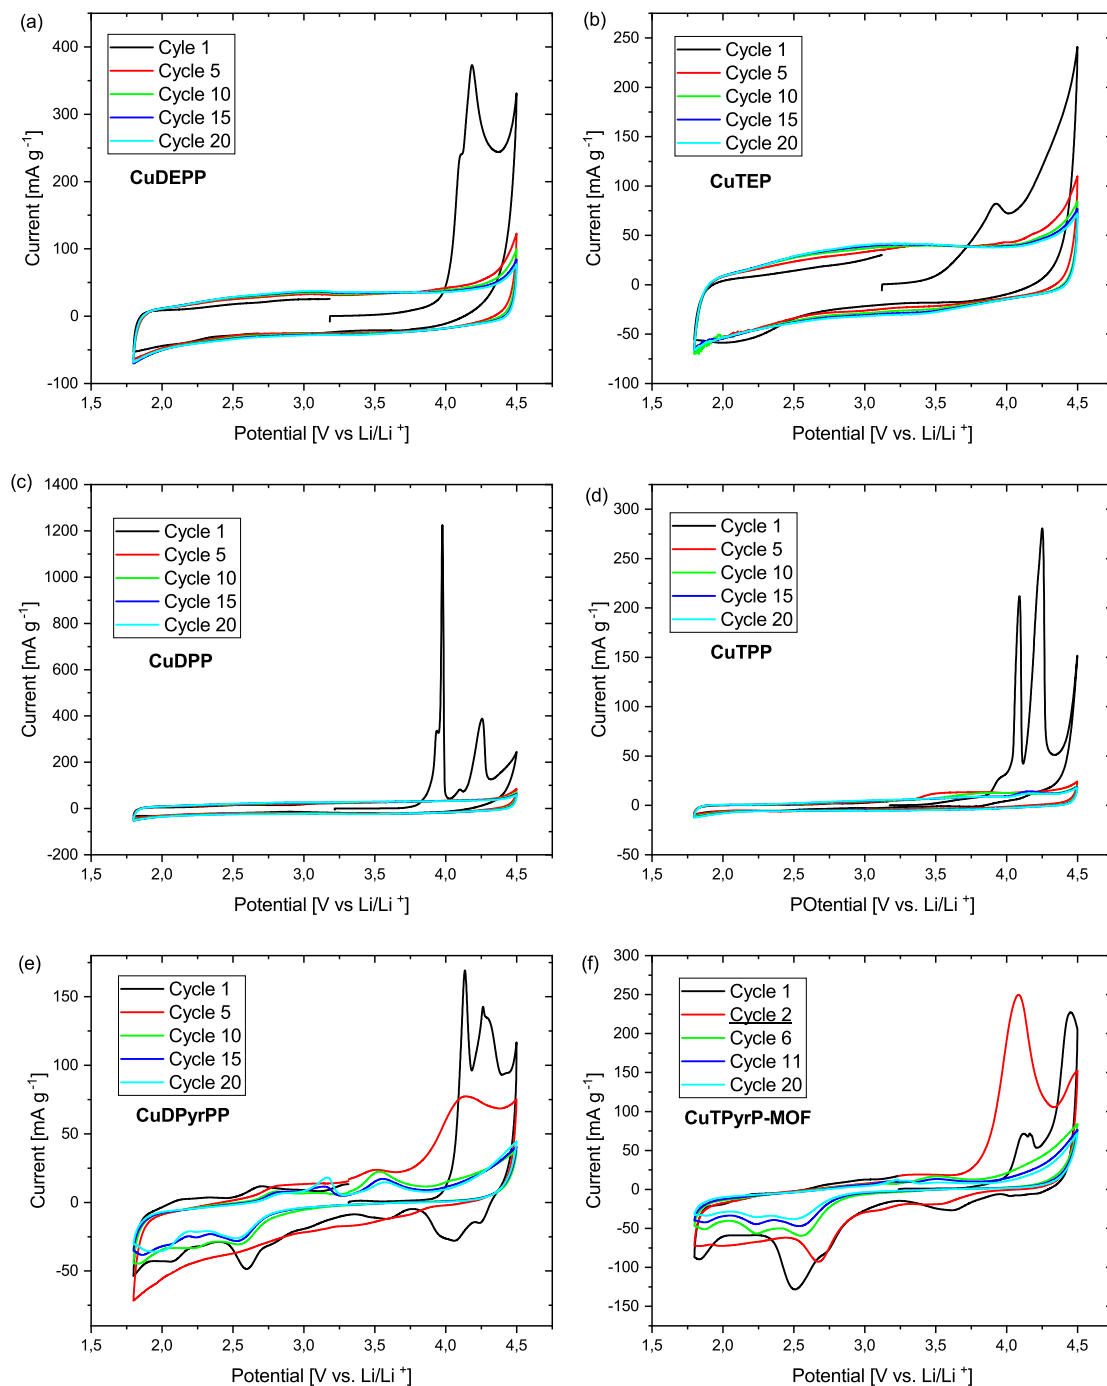 (a)
400
300
200
100
0
-100
Current [mA g⁻¹]
Cyle 1
Cycle 5
Cycle 10
Cycle 15
Cycle 20
CuDEPP
1,5 2,0 2,5 3,0 3,5 4,0 4,5
Potential [V vs Li/Li⁺]
(b)
250
200
150
100
50
0
-50
-100
Current [mA g⁻¹]
Cycle 1
Cycle 5
Cycle 10
Cycle 15
Cycle 20
CuTEP
1,5 2,0 2,5 3,0 3,5 4,0 4,5
Potential [V vs. Li/Li⁺]
(c)
1400
1200
1000
800
600
400
200
0
-200
Current [mA g⁻¹]
Cycle 1
Cycle 5
Cycle 10
Cycle 15
Cycle 20
CuDPP
1,5 2,0 2,5 3,0 3,5 4,0 4,5
Potential [V vs Li/Li⁺]
(d)
300
250
200
150
100
50
0
-50
Current [mA g⁻¹]
Cycle 1
Cycle 5
Cycle 10
Cycle 15
Cycle 20
CuTPP
1,5 2,0 2,5 3,0 3,5 4,0 4,5
POtential [V vs. Li/Li⁺]
(e)
150
100
50
0
-50
Current [mA g⁻¹]
Cycle 1
Cycle 5
Cycle 10
Cycle 15
Cycle 20
CuDPyrPP
1,5 2,0 2,5 3,0 3,5 4,0 4,5
Potential [V vs. Li/Li⁺]
(f)
300
250
200
150
100
50
0
-50
-100
-150
Current [mA g⁻¹]
Cycle 1
Cycle 2
Cycle 6
Cycle 11
Cycle 20
CuTPyrP-MOF
1,5 2,0 2,5 3,0 3,5 4,0 4,5
Potential [V vs. Li/Li⁺]